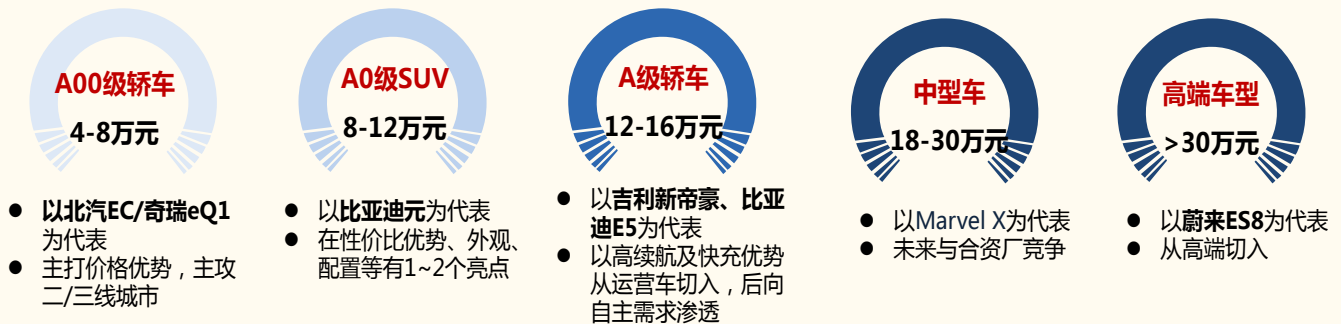 A00级轿车
4-8万元
● 以北汽EC/奇瑞eQ1
为代表
● 主打价格优势，主攻
二/三线城市
A0级SUV
8-12万元
● 以比亚迪元为代表
● 在性价比优势、外观、
配置等有1~2个亮点
A级轿车
12-16万元
● 以吉利新帝豪、比亚
迪E5为代表
● 以高续航及快充优势
从运营车切入，后向
自主需求渗透
中型车
18-30万元
● 以Marvel X为代表
● 未来与合资厂竞争
高端车型
>30万元
● 以蔚来ES8为代表
● 从高端切入